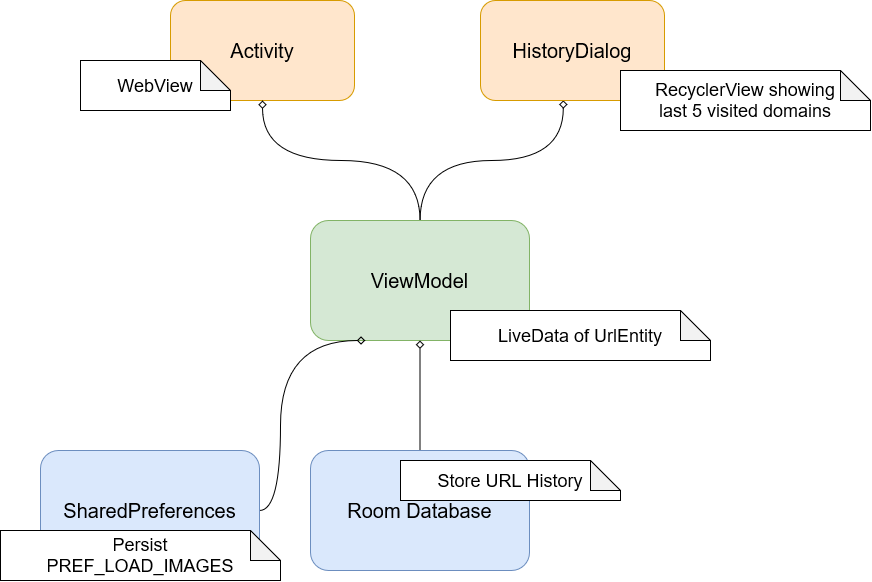 Activity
HistoryDialog
WebView
RecyclerView showing
last 5 visited domains
ViewModel
LiveData of UrlEntity
Store URL History
SharedPreferences
Room Database
Persist
PREF_LOAD_IMAGES